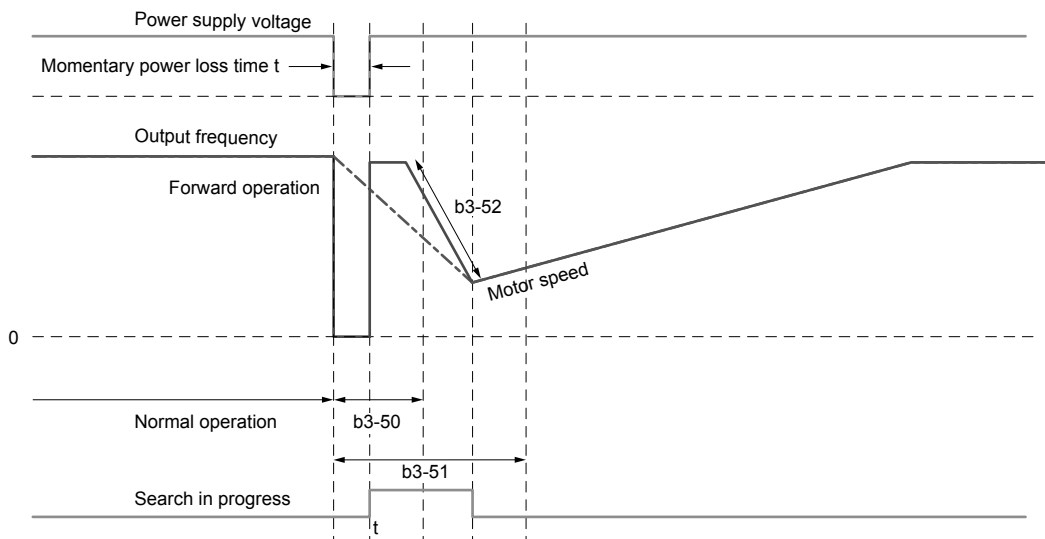 Power supply voltage
Momentary power loss time t
Output frequency
Forward operation
b3-52
Motor speed
0
Normal operation
b3-50
b3-51
Search in progress
t